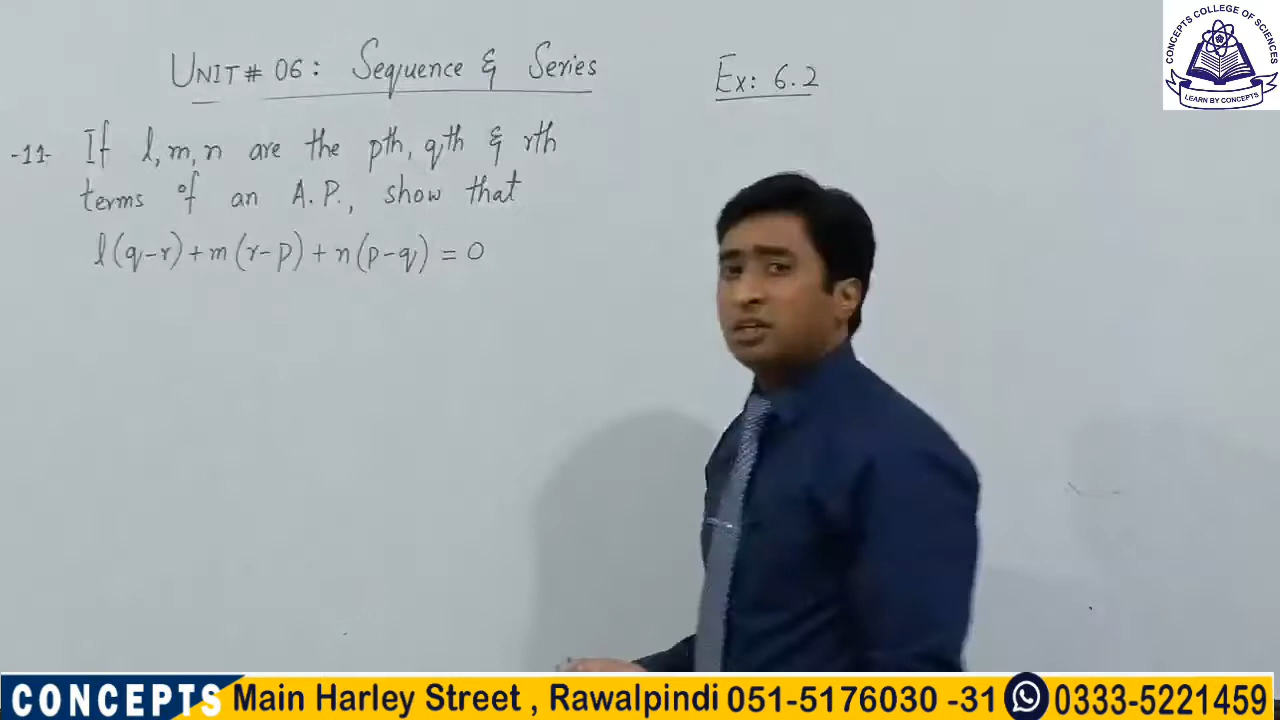 UNIT# 06: Sequence & Series
Ex: 6.2
-11- If l, m, n are the pth, qth & rth
terms of an A.P., show that
l(q-r)+m(r-p)+n(p-q)=0
CONCEPTS COLLEGE OF SCIENCES
LEARN BY CONCEPTS
CONCEPTS Main Harley Street , Rawalpindi 051-5176030 -31 0333-5221459